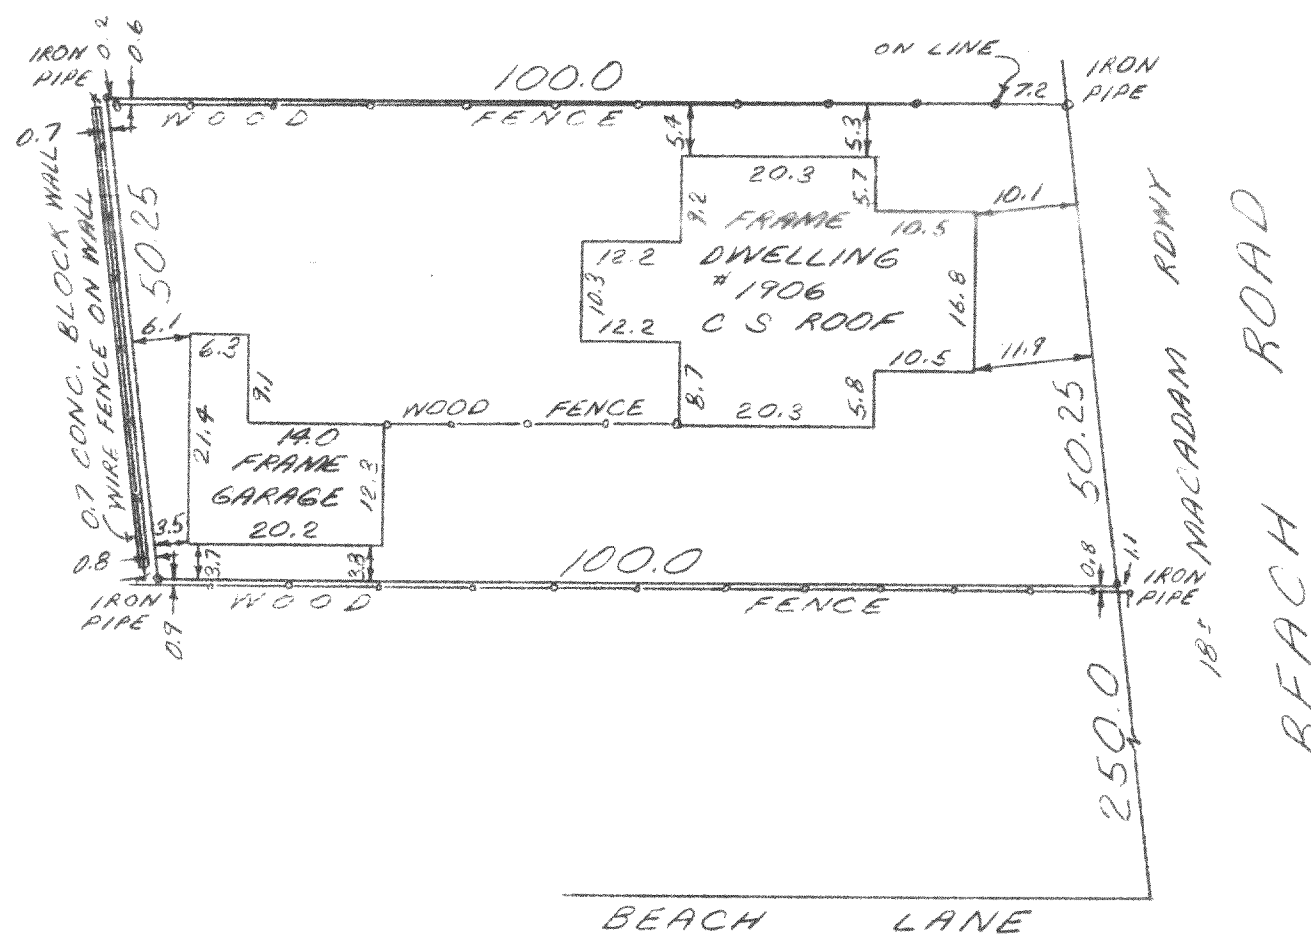 0.2
0.6
IRON
PIPE
100.0
ON LINE
7.2
IRON
PIPE
WOOD FENCE
0.7
5.4
5.3
20.3
5.7
9.2
FRAME
DWELLING
# 1906
C S ROOF
10.5
10.1
12.2
10.3
12.2
16.8
10.5
11.9
8.7
20.3
5.8
0.7 CONC. BLOCK WALL
WIRE FENCE ON WALL
50.25
6.1
6.3
9.1
21.4
14.0
FRAME
GARAGE
20.2
12.3
WOOD FENCE
3.5
3.7
3.8
0.8
IRON
PIPE
0.9
100.0
WOOD FENCE
50.25
0.8
1.1
IRON
PIPE
18± MACADAM RDWY
BEACH ROAD
250.0
BEACH LANE